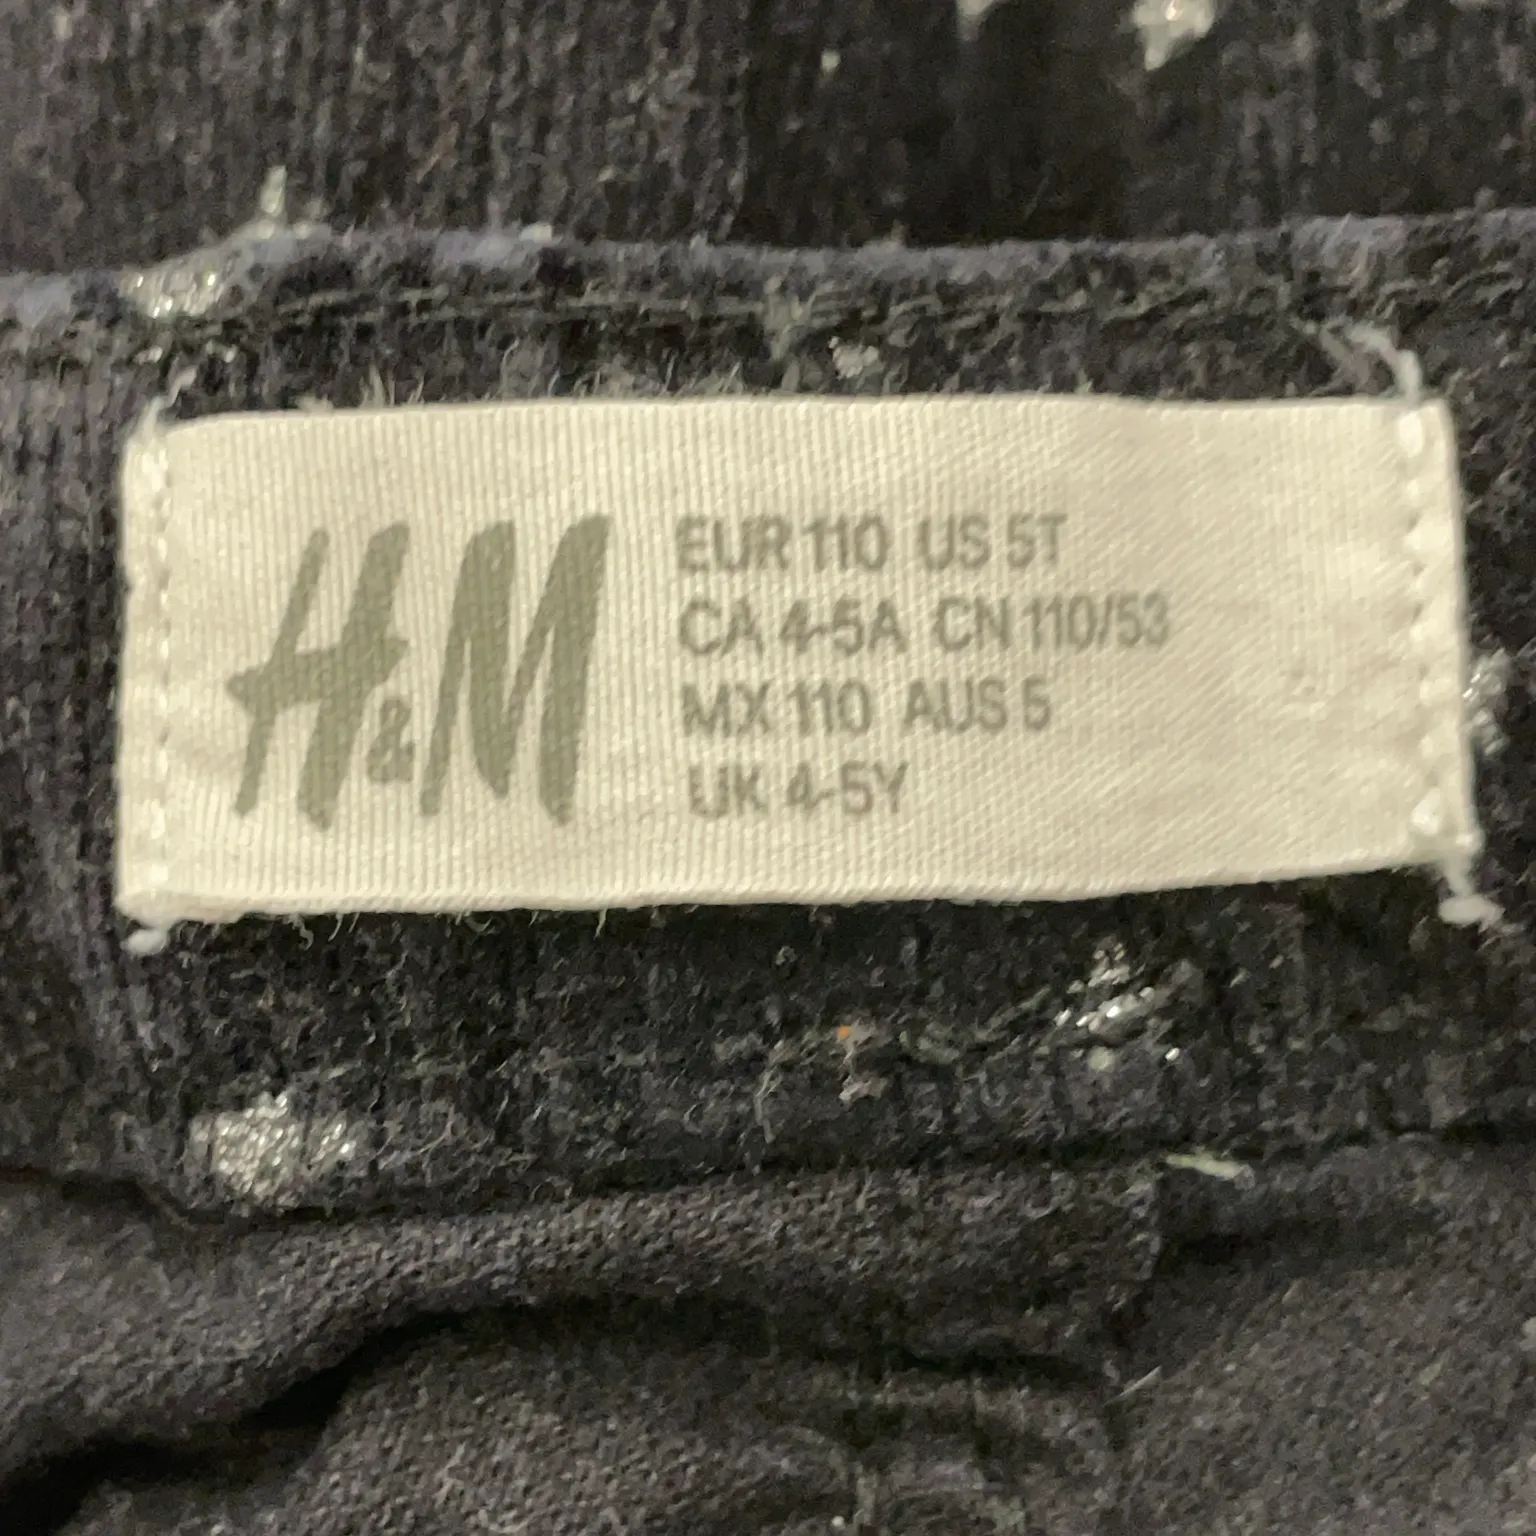 H&M
EUR 110 US 5T
CA 4-5A CN 110/53
MX 110 AUS 5
UK 4-5Y